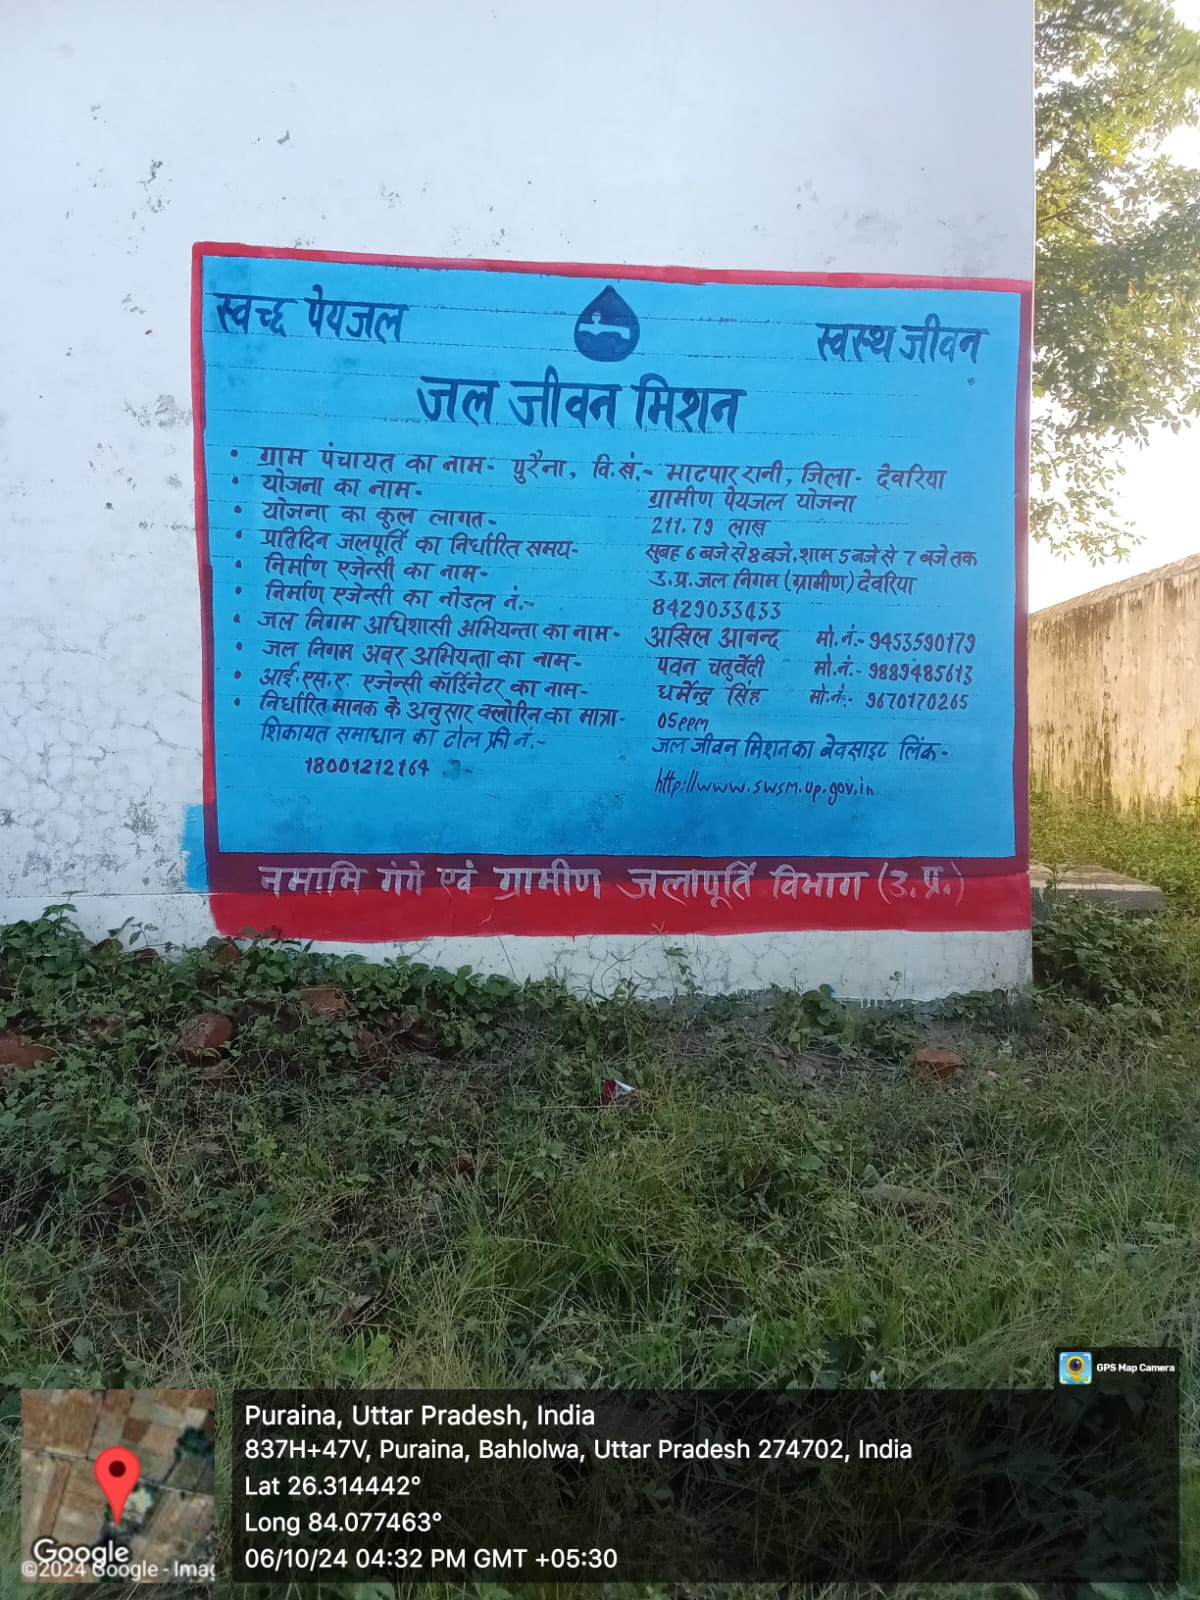 स्वच्छ पेयजल
स्वस्थ जीवन
जल जीवन मिशन
• ग्राम पंचायत का नाम- पुरैना, वि.खं.- भाटपार रानी, जिला- देवरिया
• योजना का नाम- ग्रामीण पेयजल योजना
• योजना का कुल लागत- 211.79 लाख
• प्रतिदिन जलपूर्ति का निर्धारित समय- सुबह 6 बजे से 8 बजे, शाम 5 बजे से 7 बजे तक
• निर्माण एजेन्सी का नाम- उ.प्र. जल निगम (ग्रामीण) देवरिया
• निर्माण एजेन्सी का नोडल नं.- 8429033433
• जल निगम अधिशासी अभियन्ता का नाम- अखिल आनन्द मो.नं.- 9453590179
• जल निगम अवर अभियन्ता का नाम- पवन चतुर्वेदी मो.नं.- 9889485613
• आई.एस.ए. एजेन्सी कॉर्डिनेटर का नाम- धर्मेन्द्र सिंह मो.नं.- 9670170265
• निर्धारित मानक के अनुसार क्लोरिन का मात्रा- 05ppm
शिकायत समाधान का टोल फ्री नं.- जल जीवन मिशन का वेवसाइट लिंक-
18001212164 http://www.swsm.up.gov.in
नमामि गंगे एवं ग्रामीण जलापूर्ति विभाग (उ.प्र.)
GPS Map Camera
Puraina, Uttar Pradesh, India
837H+47V, Puraina, Bahlolwa, Uttar Pradesh 274702, India
Lat 26.314442°
Long 84.077463°
06/10/24 04:32 PM GMT +05:30
Google
©2024 Google - Imag